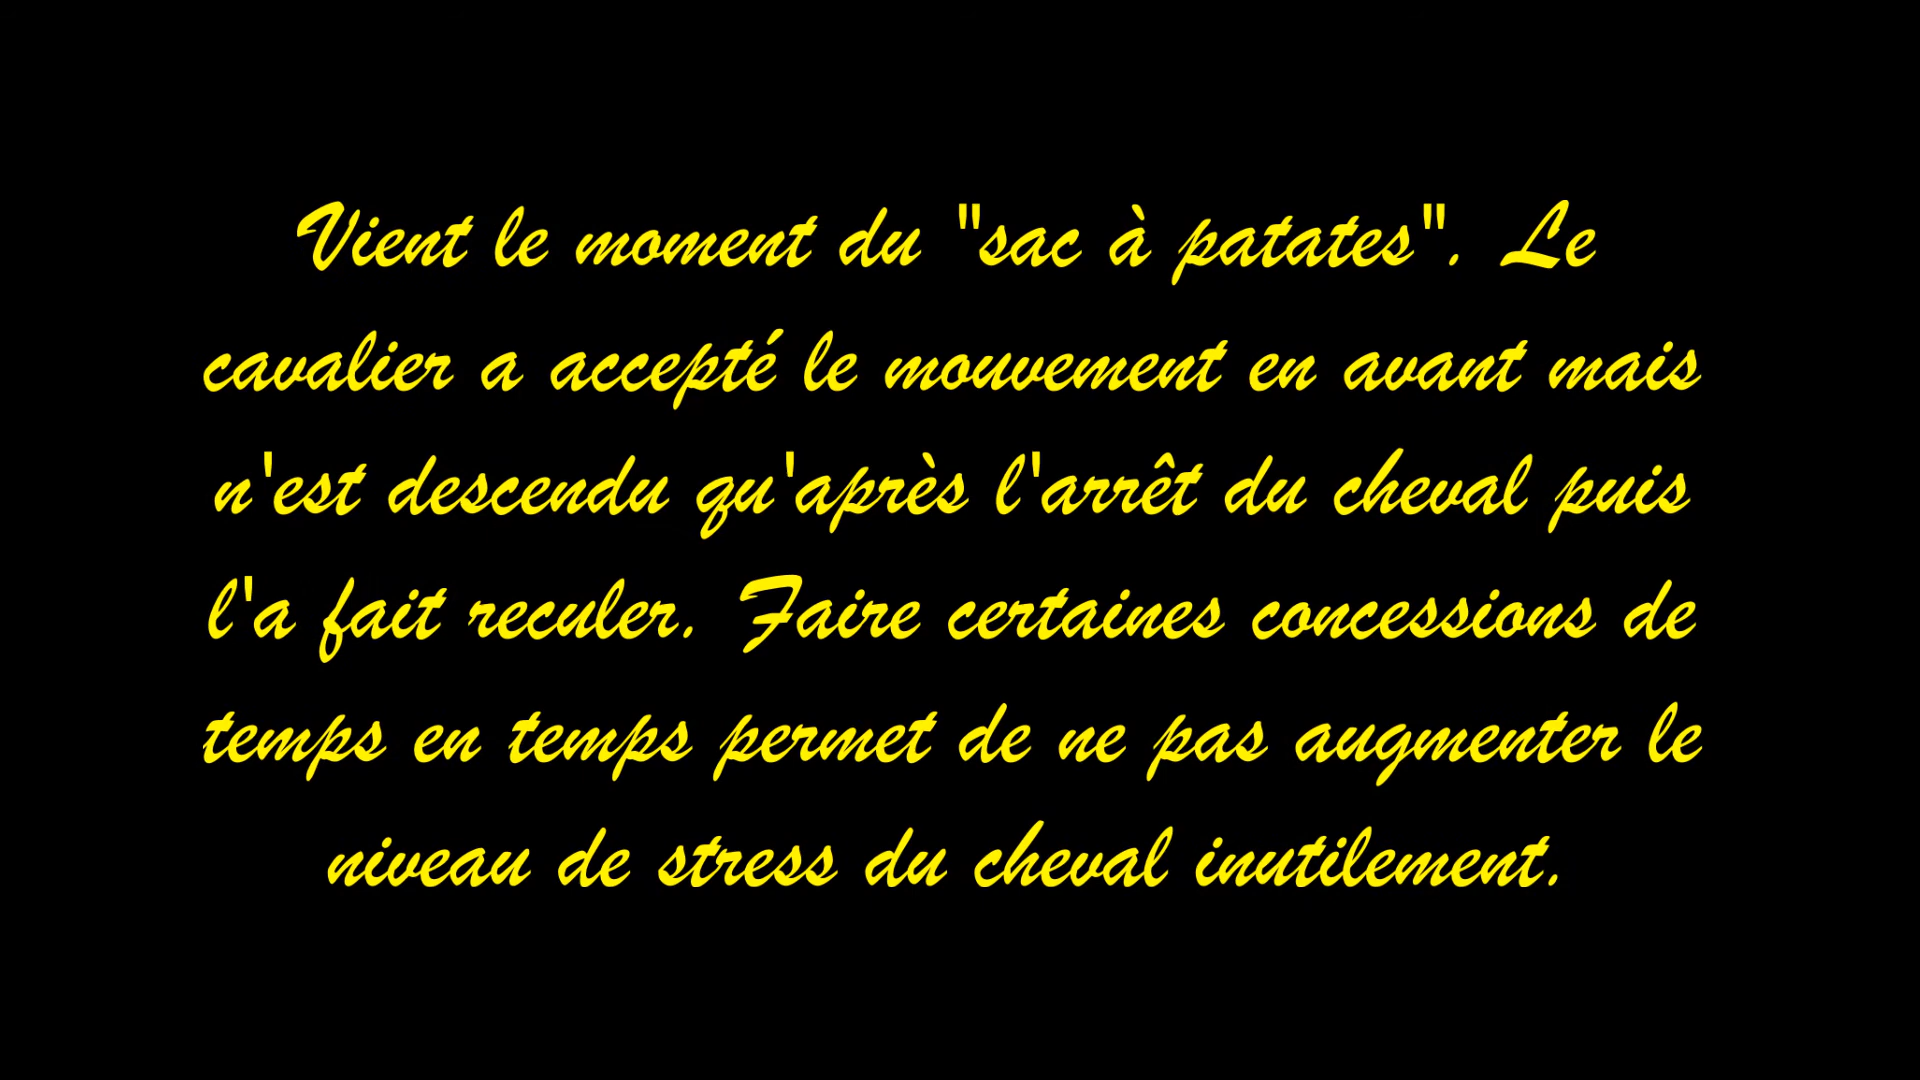 Vient le moment du "sac à patates". Le
cavalier a accepté le mouvement en avant mais
n'est descendu qu'après l'arrêt du cheval puis
l'a fait reculer. Faire certaines concessions de
temps en temps permet de ne pas augmenter le
niveau de stress du cheval inutilement.